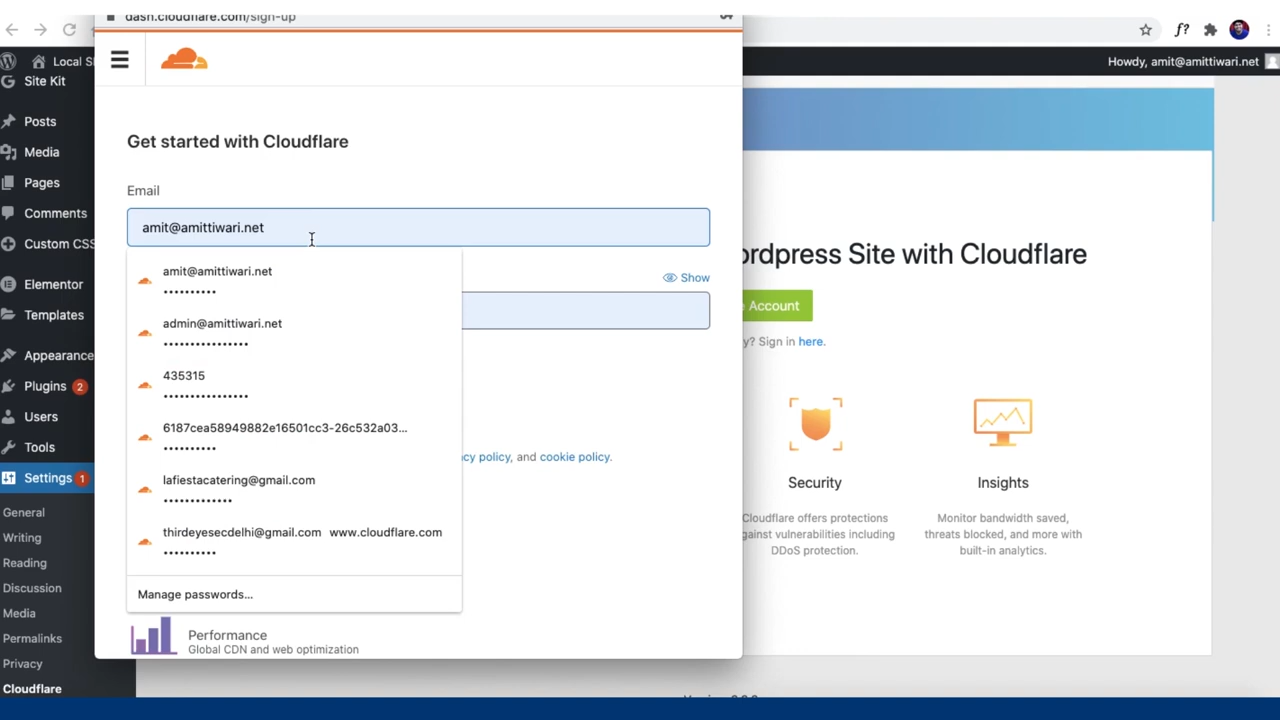 dash.cloudflare.com/sign-up
f?
Local S
Howdy, amit@amittiwari.net
Site Kit
Posts
Media
Pages
Comments
Custom CSS
Elementor
Templates
Appearance
Plugins 2
Users
Tools
Settings 1
General
Writing
Reading
Discussion
Media
Permalinks
Privacy
Cloudflare
Get started with Cloudflare
Email
amit@amittiwari.net
Show
amit@amittiwari.net
••••••••••
admin@amittiwari.net
••••••••••••••••
435315
••••••••••••••••
6187cea58949882e16501cc3-26c532a03...
••••••••••
lafiestacatering@gmail.com
•••••••••••••
thirdeyesecdelhi@gmail.com www.cloudflare.com
••••••••••
Manage passwords...
cy policy, and cookie policy.
Performance
Global CDN and web optimization
ordpress Site with Cloudflare
Account
y? Sign in here.
Security
Cloudflare offers protections
gainst vulnerabilities including
DDoS protection.
Insights
Monitor bandwidth saved,
threats blocked, and more with
built-in analytics.